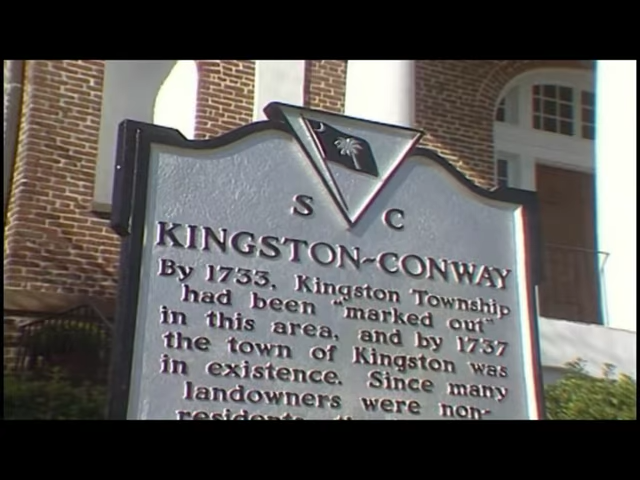 S C
KINGSTON~CONWAY
By 1733, Kingston Township
had been "marked out"
in this area, and by 1737
the town of Kingston was
in existence. Since many
landowners were non-